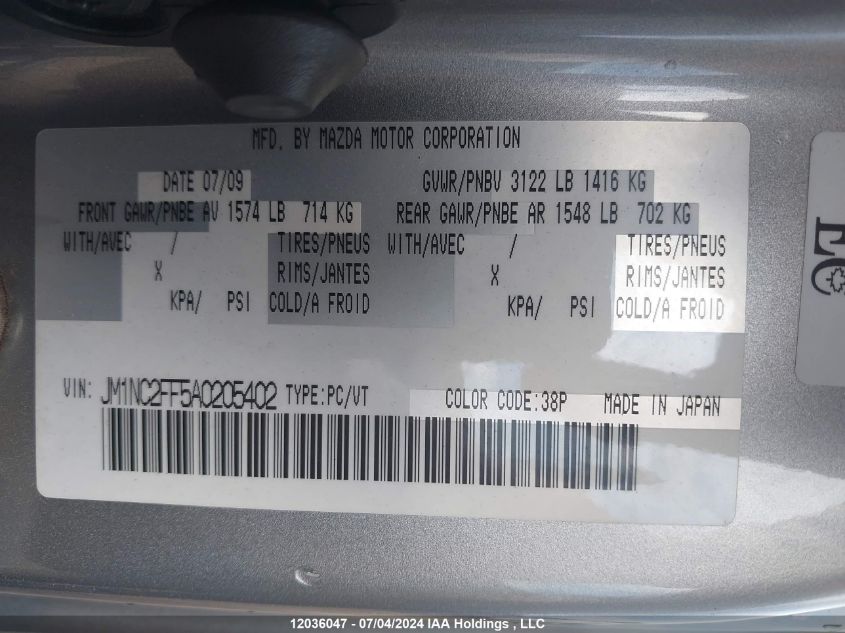 MFD. BY MAZDA MOTOR CORPORATION
DATE 07/09 GVWR/PNBV 3122 LB 1416 KG
FRONT GAWR/PNBE AV 1574 LB 714 KG REAR GAWR/PNBE AR 1548 LB 702 KG
WITH/AVEC / TIRES/PNEUS WITH/AVEC / TIRES/PNEUS
X RIMS/JANTES X RIMS/JANTES
KPA/ PSI COLD/A FROID KPA/ PSI COLD/A FROID
VIN: JM1NC2FF5A0205402 TYPE:PC/VT COLOR CODE:38P MADE IN JAPAN
EC
12036047 - 07/04/2024 IAA Holdings , LLC